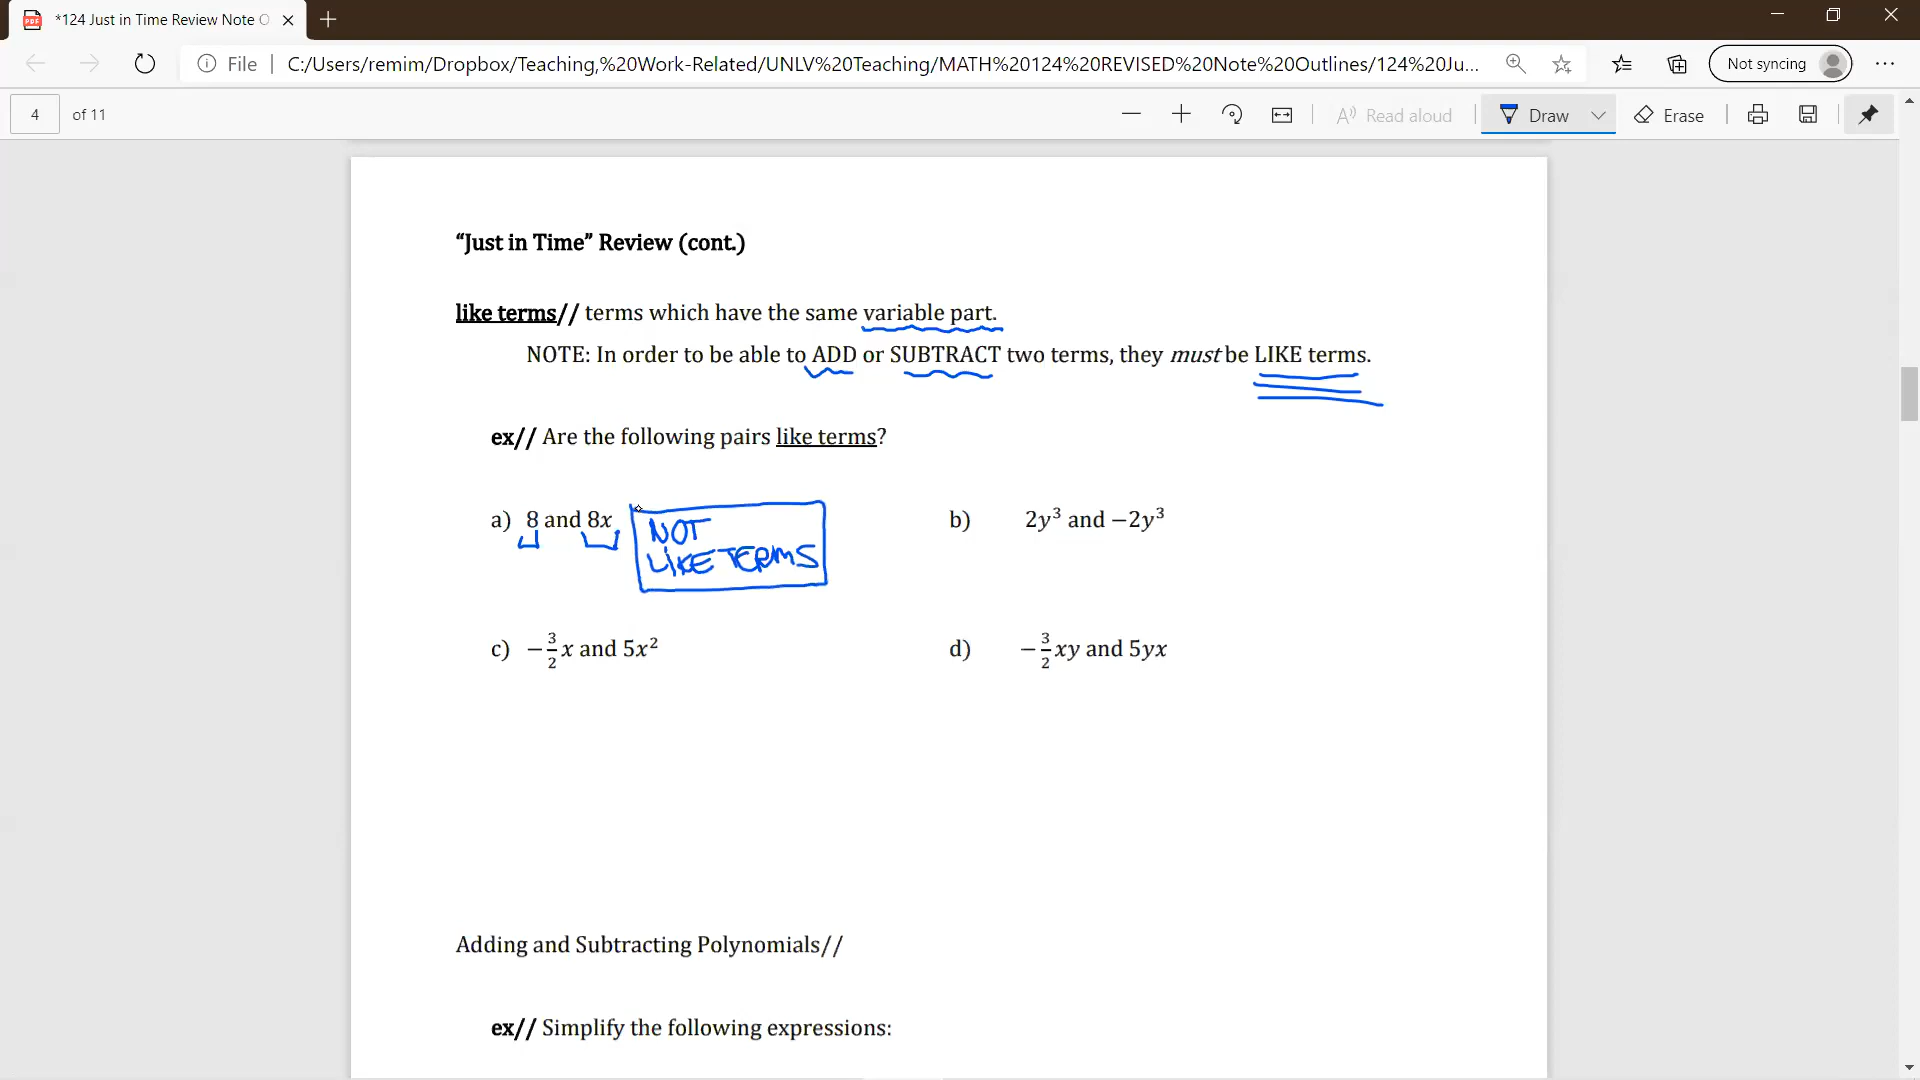 *124 Just in Time Review Note O
File | C:/Users/remim/Dropbox/Teaching,%20Work-Related/UNLV%20Teaching/MATH%20124%20REVISED%20Note%20Outlines/124%20Ju...
Not syncing
4 of 11
Read aloud
Draw
Erase
“Just in Time” Review (cont.)
like terms// terms which have the same variable part.
NOTE: In order to be able to ADD or SUBTRACT two terms, they must be LIKE terms.
ex// Are the following pairs like terms?
a) 8 and 8x
NOT
LIKE TERMS
b) 2y³ and −2y³
c) −3/2 x and 5x²
d) −3/2 xy and 5yx
Adding and Subtracting Polynomials//
ex// Simplify the following expressions: